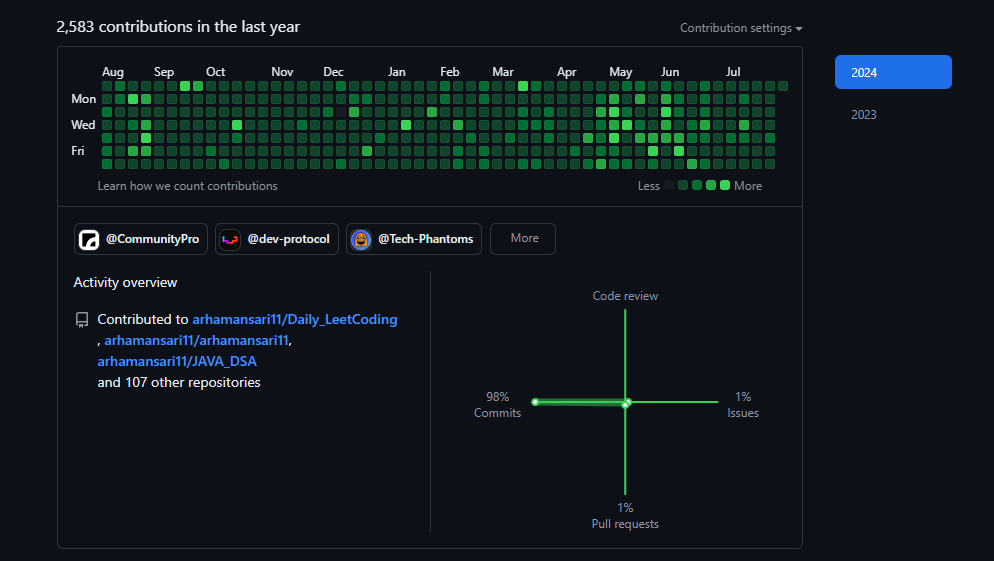 2,583 contributions in the last year
Contribution settings
2024
2023
Aug Sep Oct Nov Dec Jan Feb Mar Apr May Jun Jul
Mon
Wed
Fri
Learn how we count contributions
Less More
@CommunityPro @dev-protocol @Tech-Phantoms More
Activity overview
Contributed to arhamansari11/Daily_LeetCoding
, arhamansari11/arhamansari11,
arhamansari11/JAVA_DSA
and 107 other repositories
Code review
98%
Commits
1%
Issues
1%
Pull requests